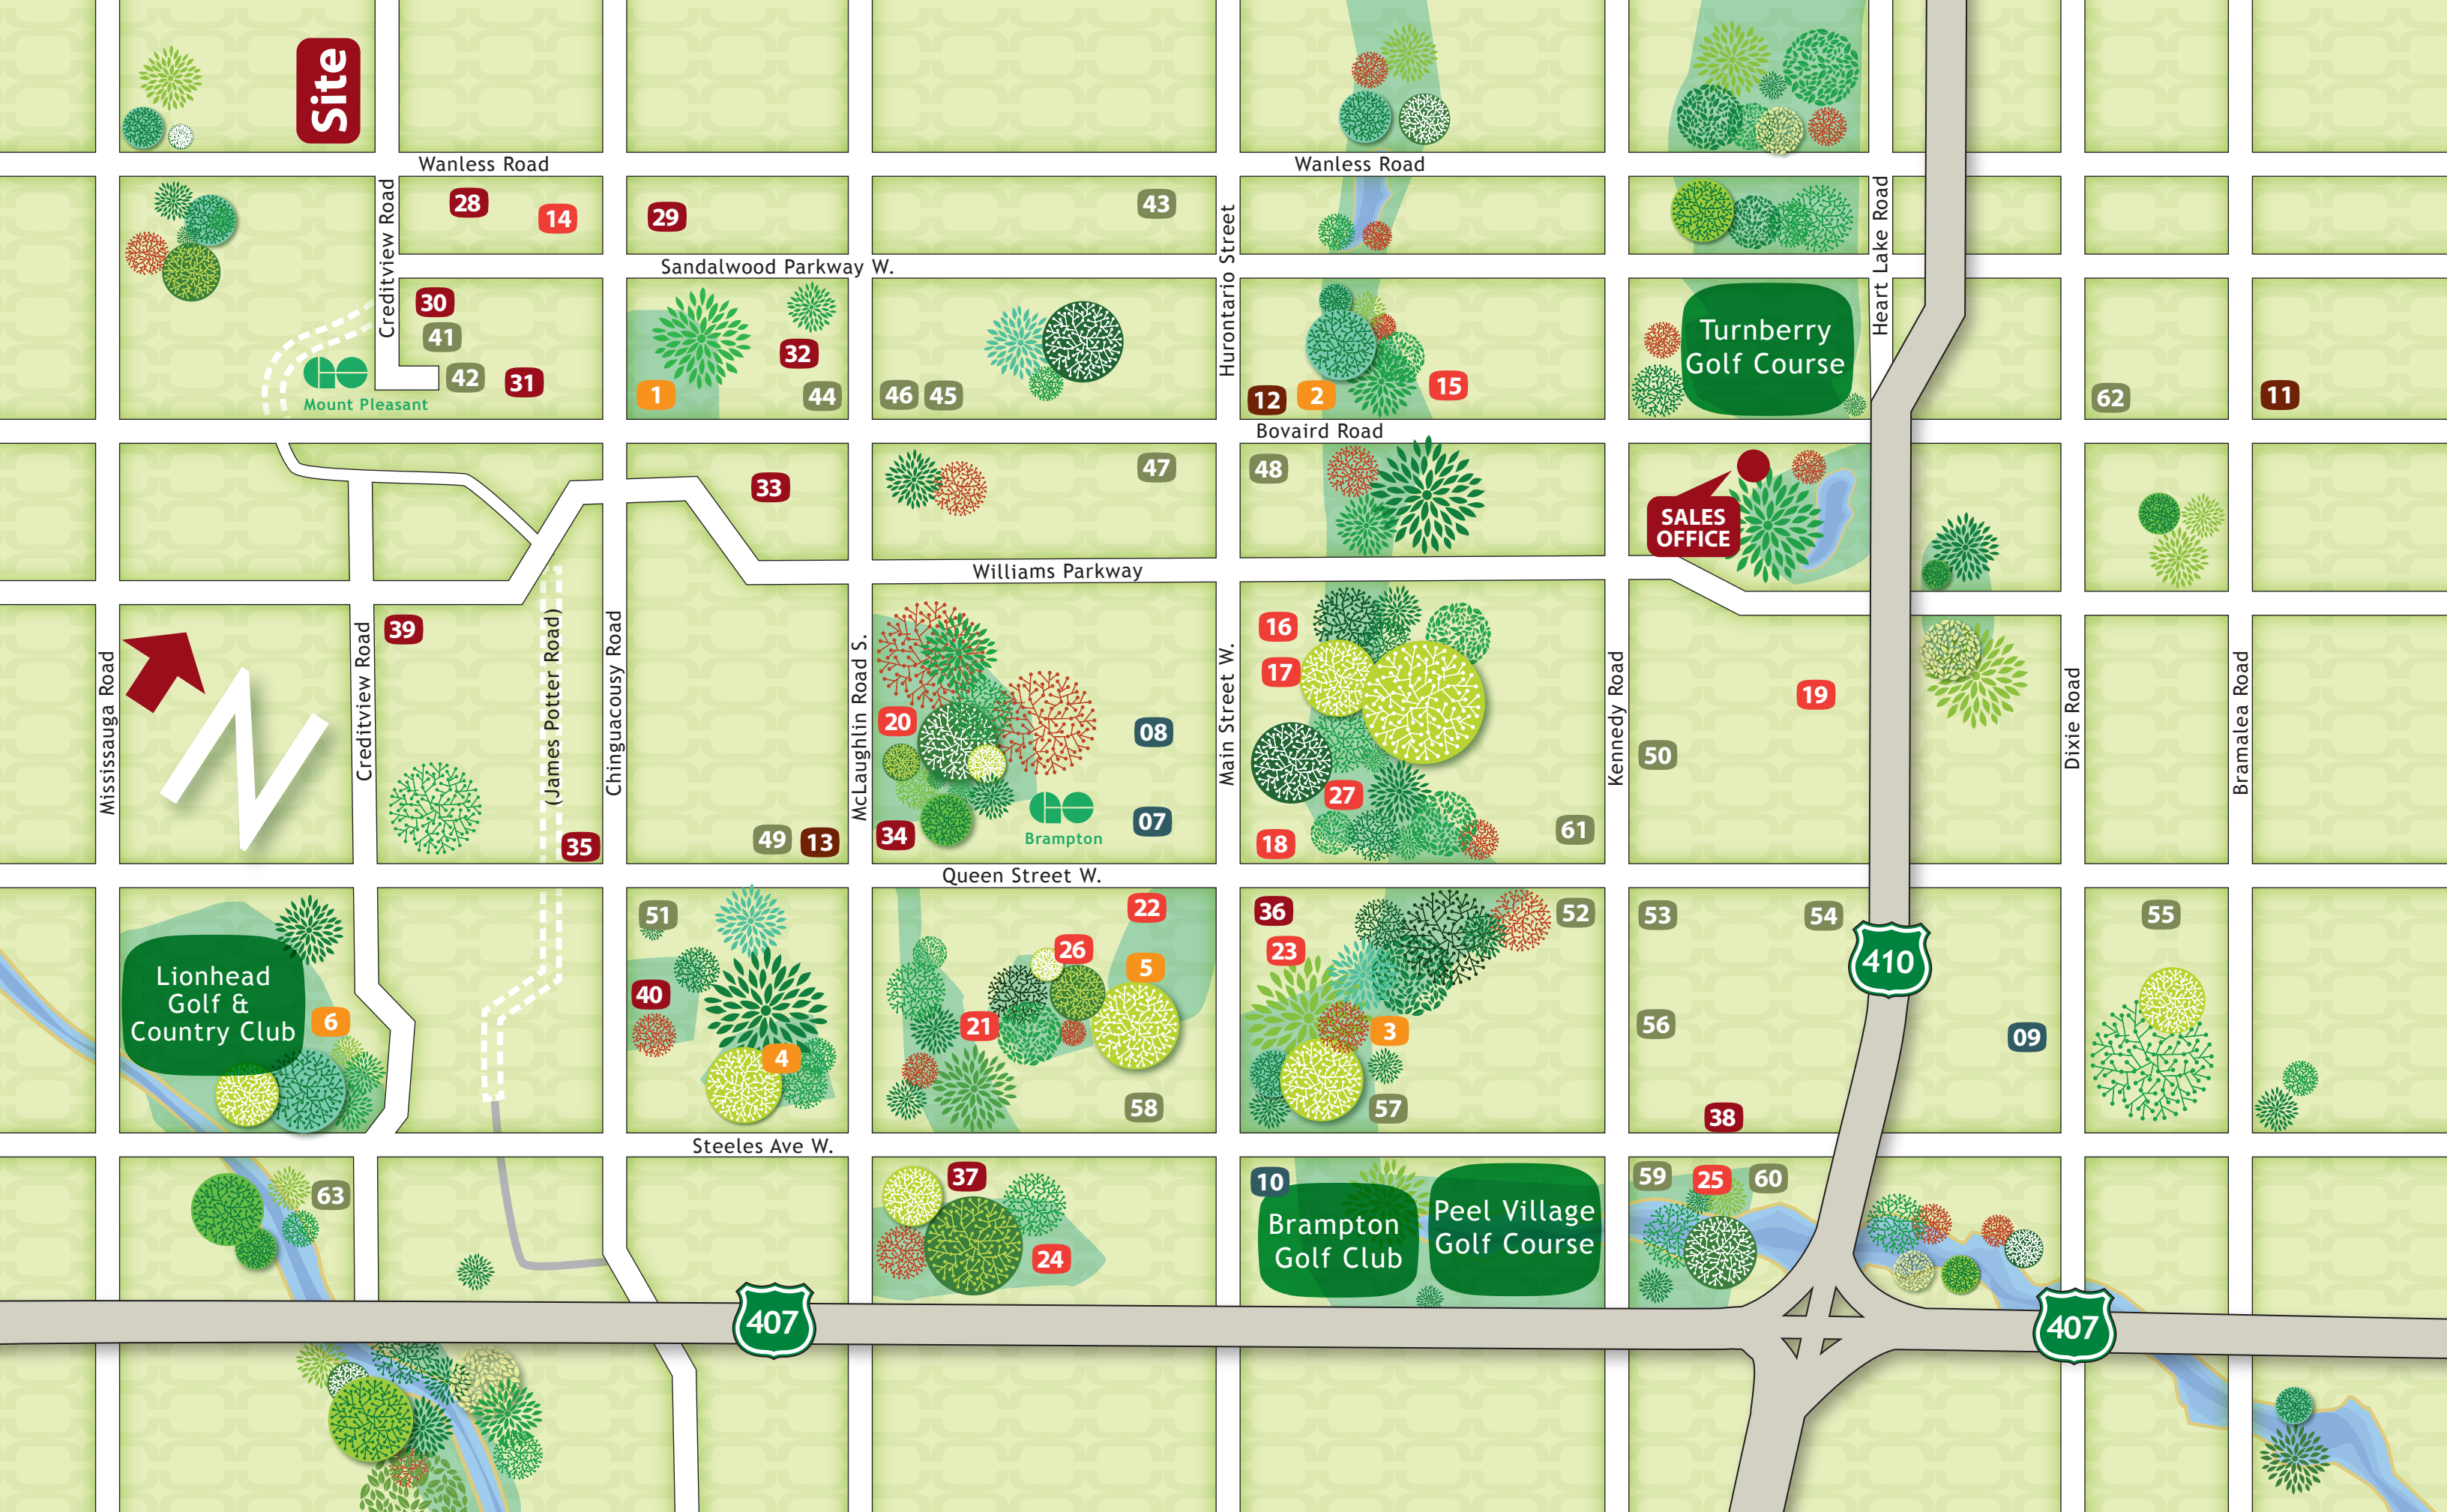 Site
Wanless Road
Wanless Road
Creditview Road
28
14
29
43
Hurontario Street
Heart Lake Road
Sandalwood Parkway W.
30
41
42
31
GO
Mount Pleasant
1
32
44
46
45
12
2
15
Turnberry
Golf Course
62
11
Bovaird Road
33
47
48
SALES
OFFICE
Williams Parkway
Mississauga Road
N
Creditview Road
39
(James Potter Road)
35
Chinguacousy Road
49
13
McLaughlin Road S.
20
34
08
GO
Brampton
07
Main Street W.
16
17
27
18
61
Kennedy Road
50
19
Dixie Road
Bramalea Road
Queen Street W.
Lionhead
Golf &
Country Club
6
51
40
4
22
26
5
21
58
36
23
52
3
57
53
54
56
38
410
09
55
Steeles Ave W.
63
37
24
10
Brampton
Golf Club
Peel Village
Golf Course
59
25
60
407
407